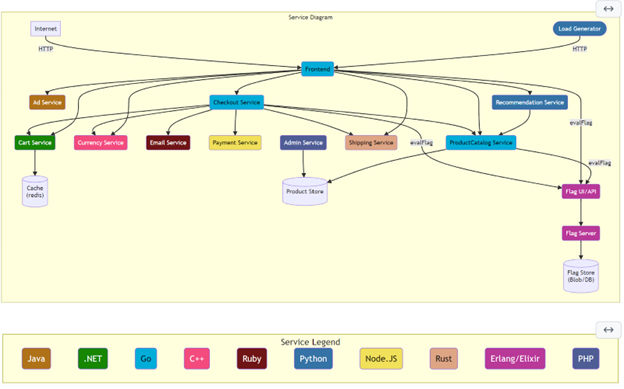 Service Diagram
Internet
Load Generator
HTTP
HTTP
Frontend
Ad Service
Checkout Service
Recommendation Service
evalFlag
Cart Service
Currency Service
Email Service
Payment Service
Admin Service
Shipping Service
evalFlag
ProductCatalog Service
evalFlag
Cache
(redis)
Product Store
Flag UI/API
Flag Server
Flag Store
(Blob/DB)
Service Legend
Java
.NET
Go
C++
Ruby
Python
Node.JS
Rust
Erlang/Elixir
PHP